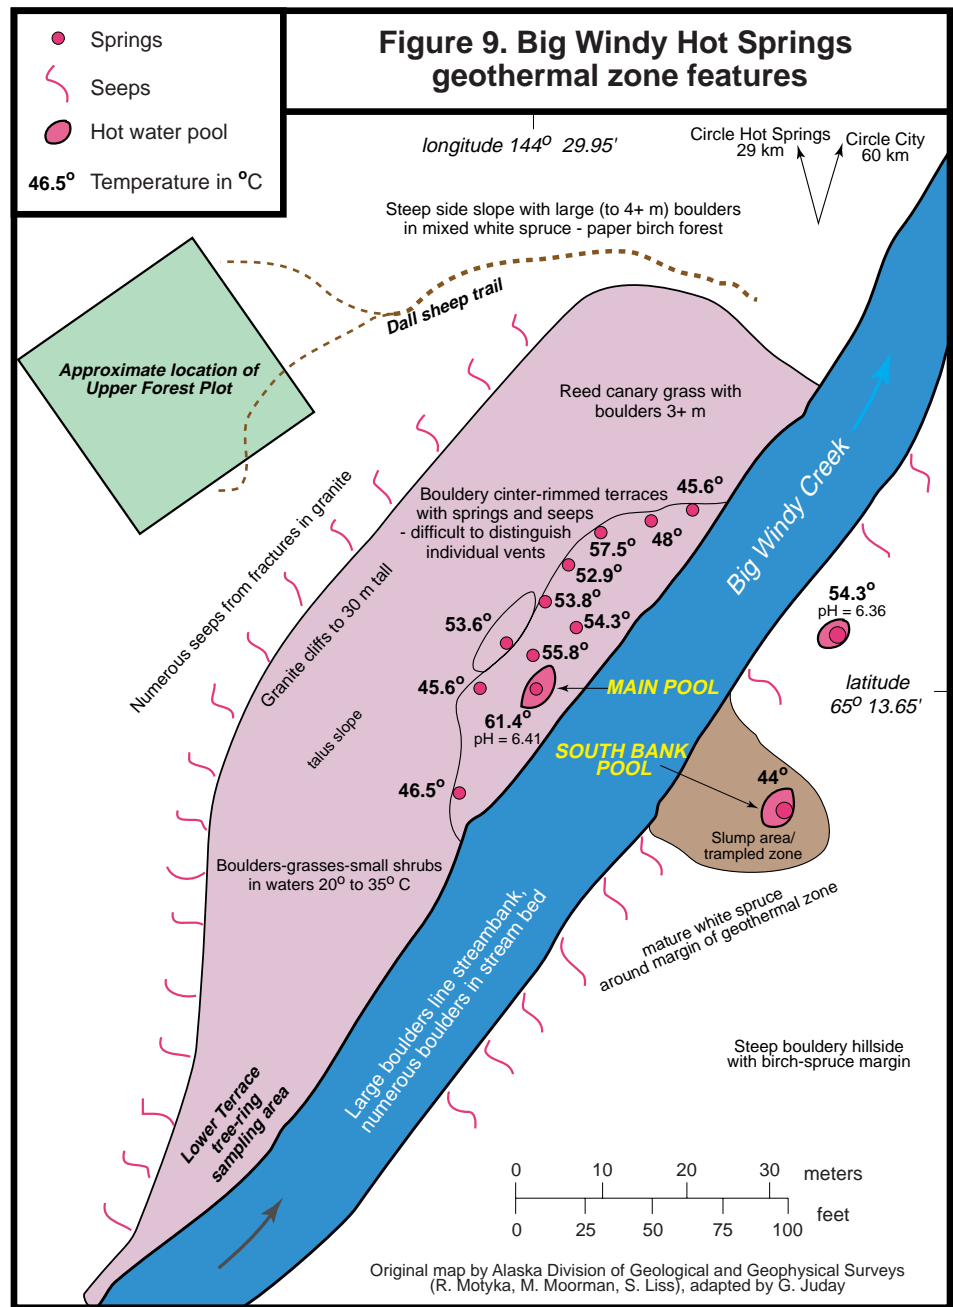 Springs
Seeps
Hot water pool
46.5° Temperature in °C
Figure 9. Big Windy Hot Springs
geothermal zone features
longitude 144° 29.95'
Circle Hot Springs
29 km
Circle City
60 km
Steep side slope with large (to 4+ m) boulders
in mixed white spruce - paper birch forest
Dall sheep trail
Approximate location of
Upper Forest Plot
Reed canary grass with
boulders 3+ m
Bouldery cinter-rimmed terraces
with springs and seeps
- difficult to distinguish
individual vents
45.6°
48°
57.5°
52.9°
53.8°
54.3°
53.6°
55.8°
45.6°
61.4°
pH = 6.41
46.5°
MAIN POOL
SOUTH BANK
POOL
Big Windy Creek
54.3°
pH = 6.36
latitude
65° 13.65'
44°
Slump area/
trampled zone
Numerous seeps from fractures in granite
Granite cliffs to 30 m tall
talus slope
Boulders-grasses-small shrubs
in waters 20° to 35° C
mature white spruce
around margin of geothermal zone
Large boulders line streambank,
numerous boulders in stream bed
Steep bouldery hillside
with birch-spruce margin
Lower Terrace
tree-ring
sampling area
0 10 20 30 meters
0 25 50 75 100 feet
Original map by Alaska Division of Geological and Geophysical Surveys
(R. Motyka, M. Moorman, S. Liss), adapted by G. Juday